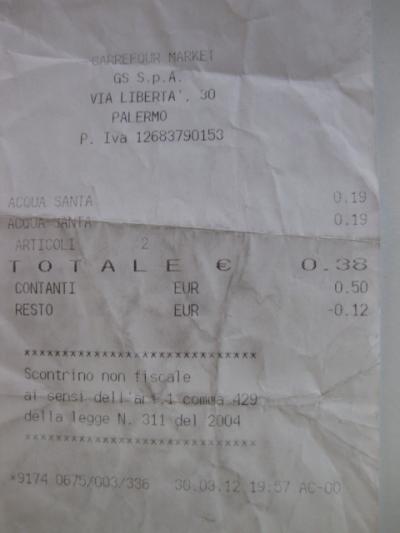 CARREFOUR MARKET
GS S.p.A.
VIA LIBERTA', 30
PALERMO
P. Iva 12683790153
ACQUA SANTA 0.19
ACQUA SANTA 0.19
ARTICOLI 2
TOTALE € 0.38
CONTANTI EUR 0.50
RESTO EUR -0.12
xxxxxxxxxxxxxxxxxxxxxxxxxxxx
Scontrino non fiscale
ai sensi dell'art.1 comma 429
della legge N. 311 del 2004
xxxxxxxxxxxxxxxxxxxxxxxxxxxx
*9174 0675/003/336 30.03.12 19:57 AC-00